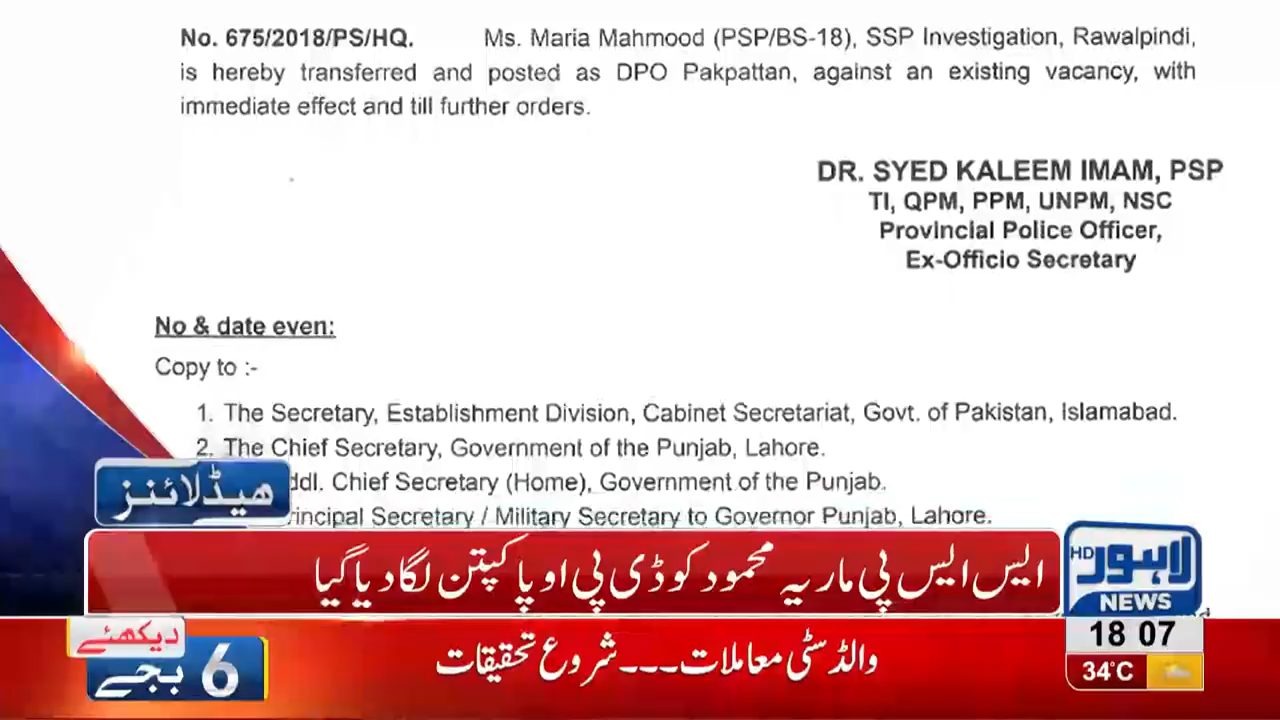 No. 675/2018/PS/HQ. Ms. Maria Mahmood (PSP/BS-18), SSP Investigation, Rawalpindi,
is hereby transferred and posted as DPO Pakpattan, against an existing vacancy, with
immediate effect and till further orders.
DR. SYED KALEEM IMAM, PSP
TI, QPM, PPM, UNPM, NSC
Provincial Police Officer,
Ex-Officio Secretary
No & date even:
Copy to :-
1. The Secretary, Establishment Division, Cabinet Secretariat, Govt. of Pakistan, Islamabad.
2. The Chief Secretary, Government of the Punjab, Lahore.
ddl. Chief Secretary (Home), Government of the Punjab.
rincipal Secretary / Military Secretary to Governor Punjab, Lahore.
ہیڈلائنز
ایس ایس پی ماریہ محمود کو ڈی پی او پاکپتن لگا دیا گیا
HD لاہور
NEWS
18 07
34°C
دیکھئے
6 بجے
والڈ سٹی معاملات۔۔۔ شروع تحقیقات